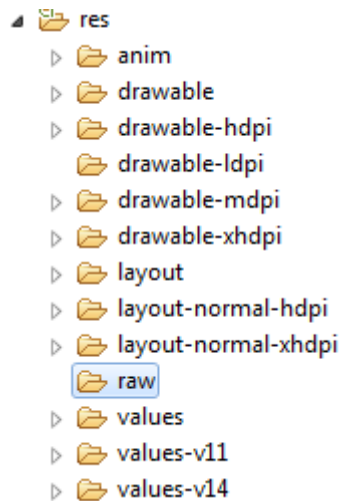 res
anim
drawable
drawable-hdpi
drawable-ldpi
drawable-mdpi
drawable-xhdpi
layout
layout-normal-hdpi
layout-normal-xhdpi
raw
values
values-v11
values-v14